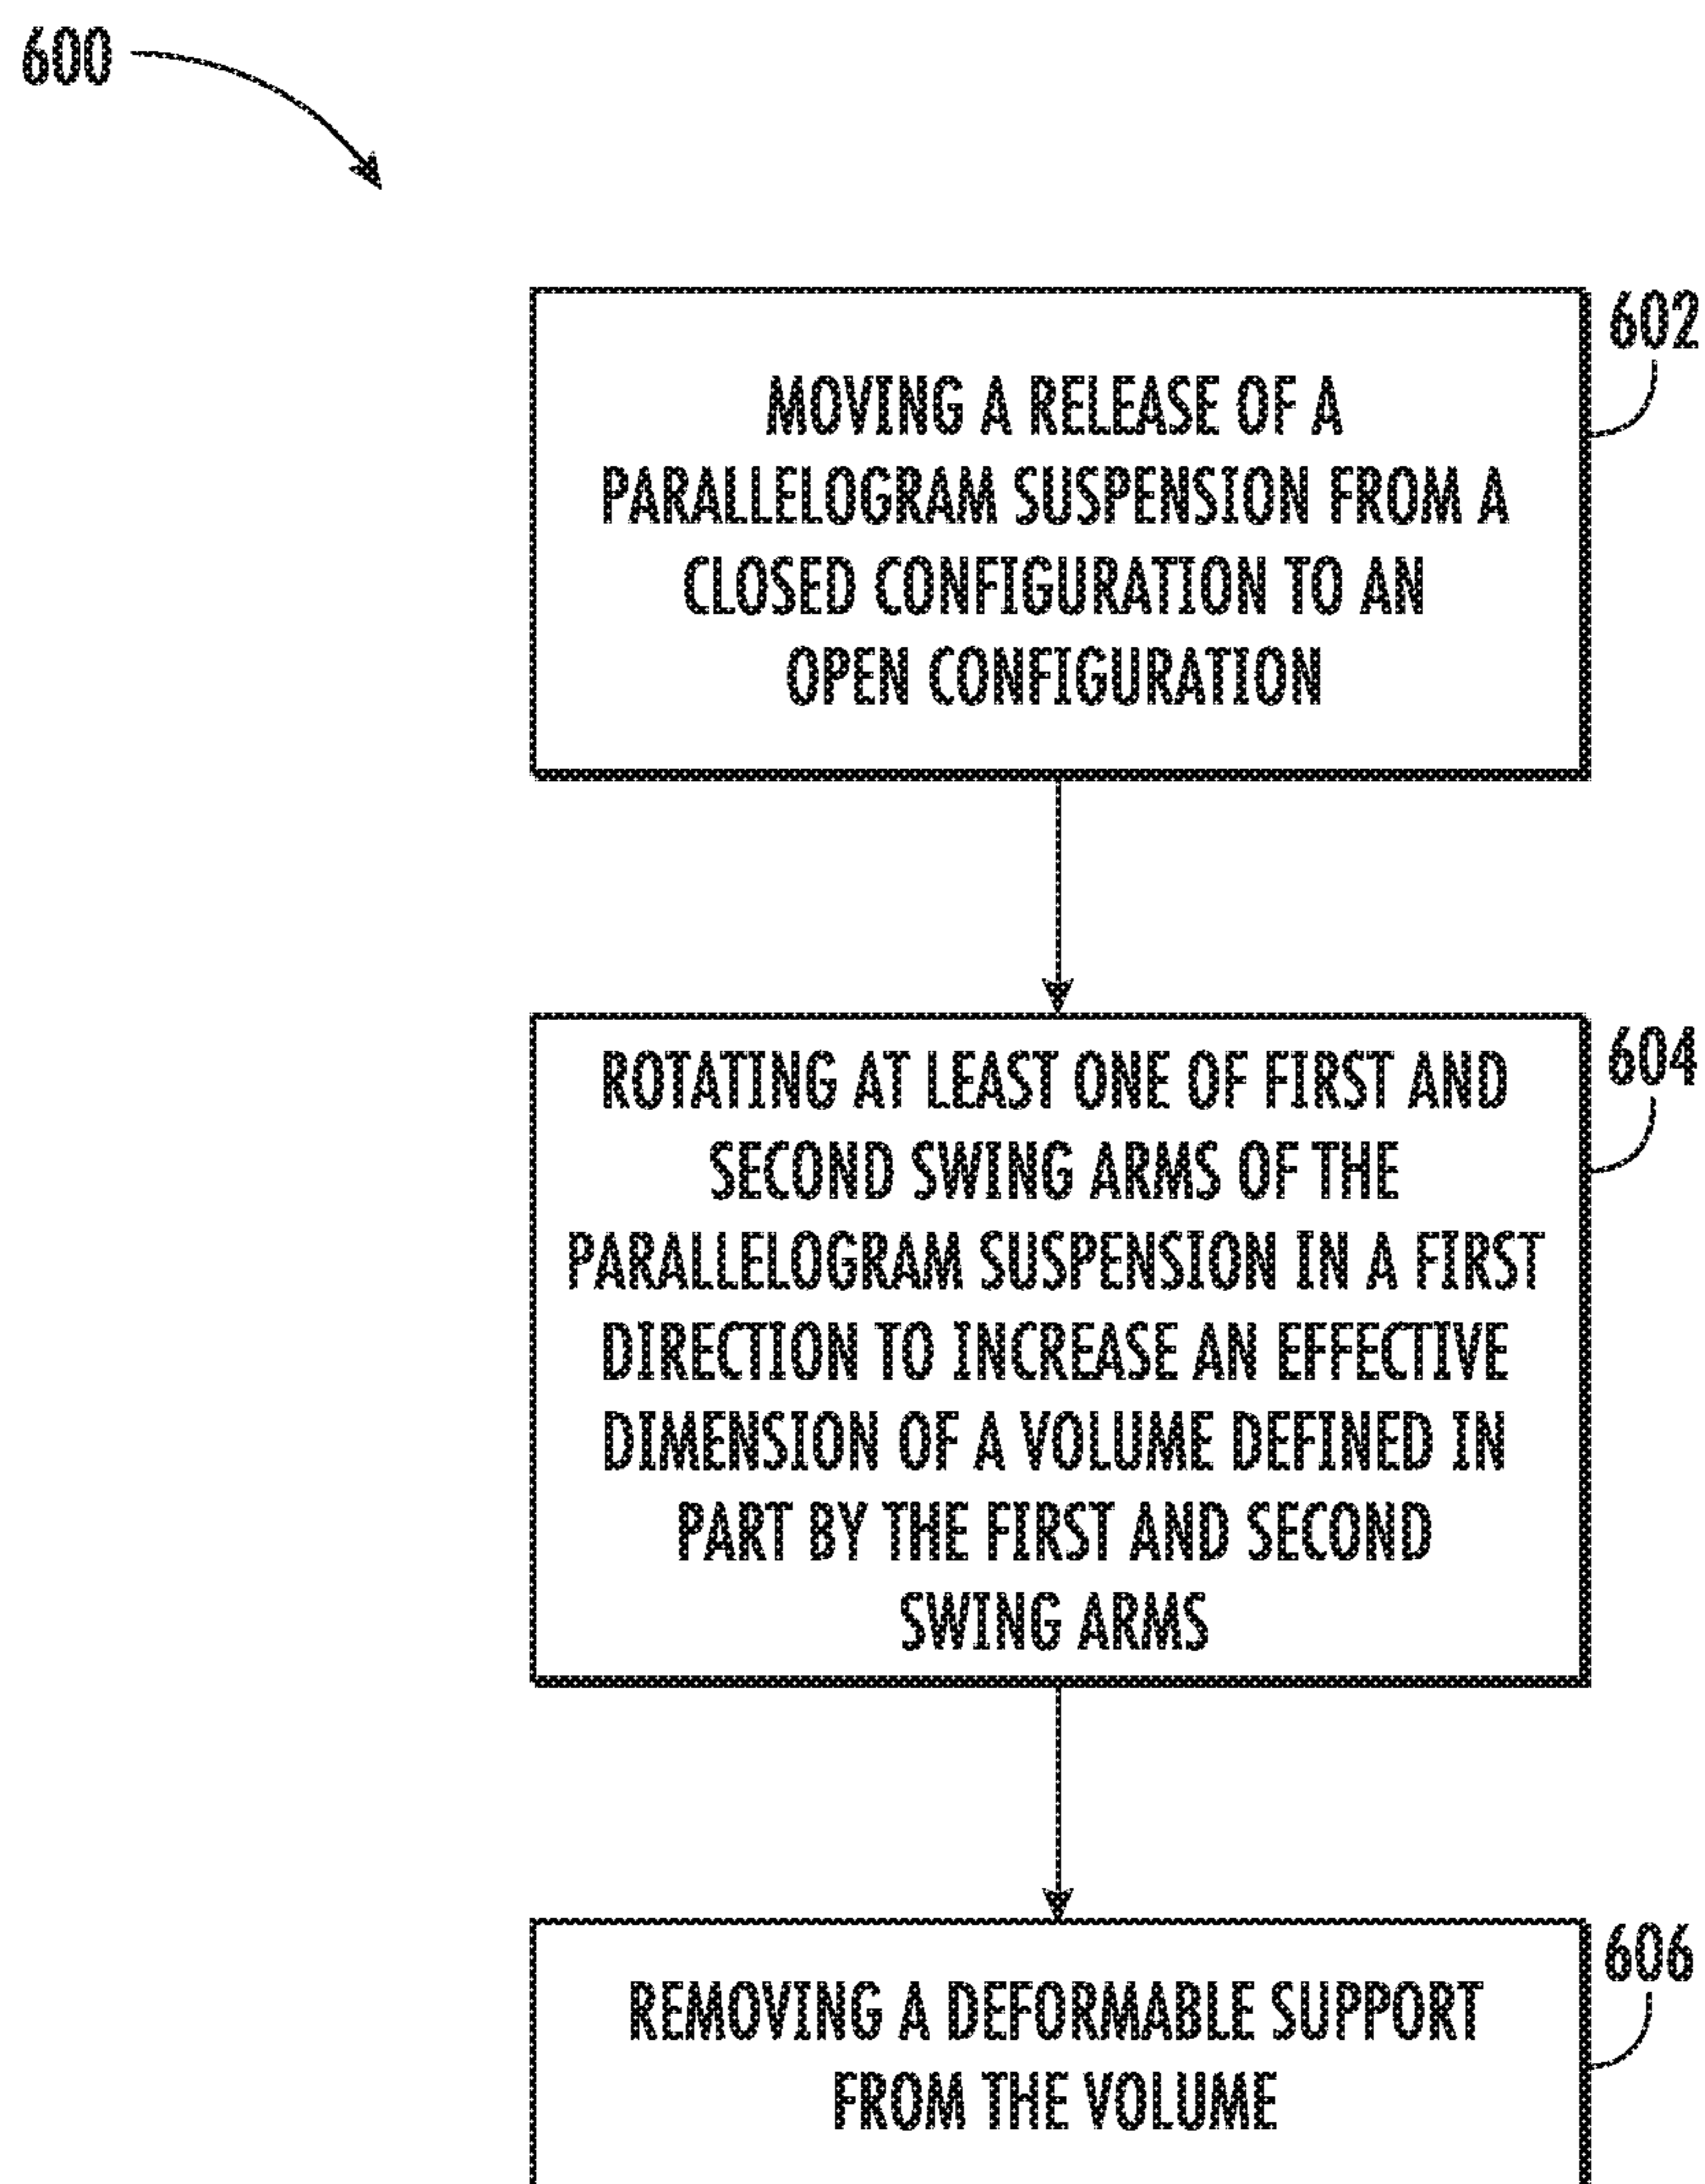 600
602
MOVING A RELEASE OF A
PARALLELOGRAM SUSPENSION FROM A
CLOSED CONFIGURATION TO AN
OPEN CONFIGURATION
604
ROTATING AT LEAST ONE OF FIRST AND
SECOND SWING ARMS OF THE
PARALLELOGRAM SUSPENSION IN A FIRST
DIRECTION TO INCREASE AN EFFECTIVE
DIMENSION OF A VOLUME DEFINED IN
PART BY THE FIRST AND SECOND
SWING ARMS
606
REMOVING A DEFORMABLE SUPPORT
FROM THE VOLUME